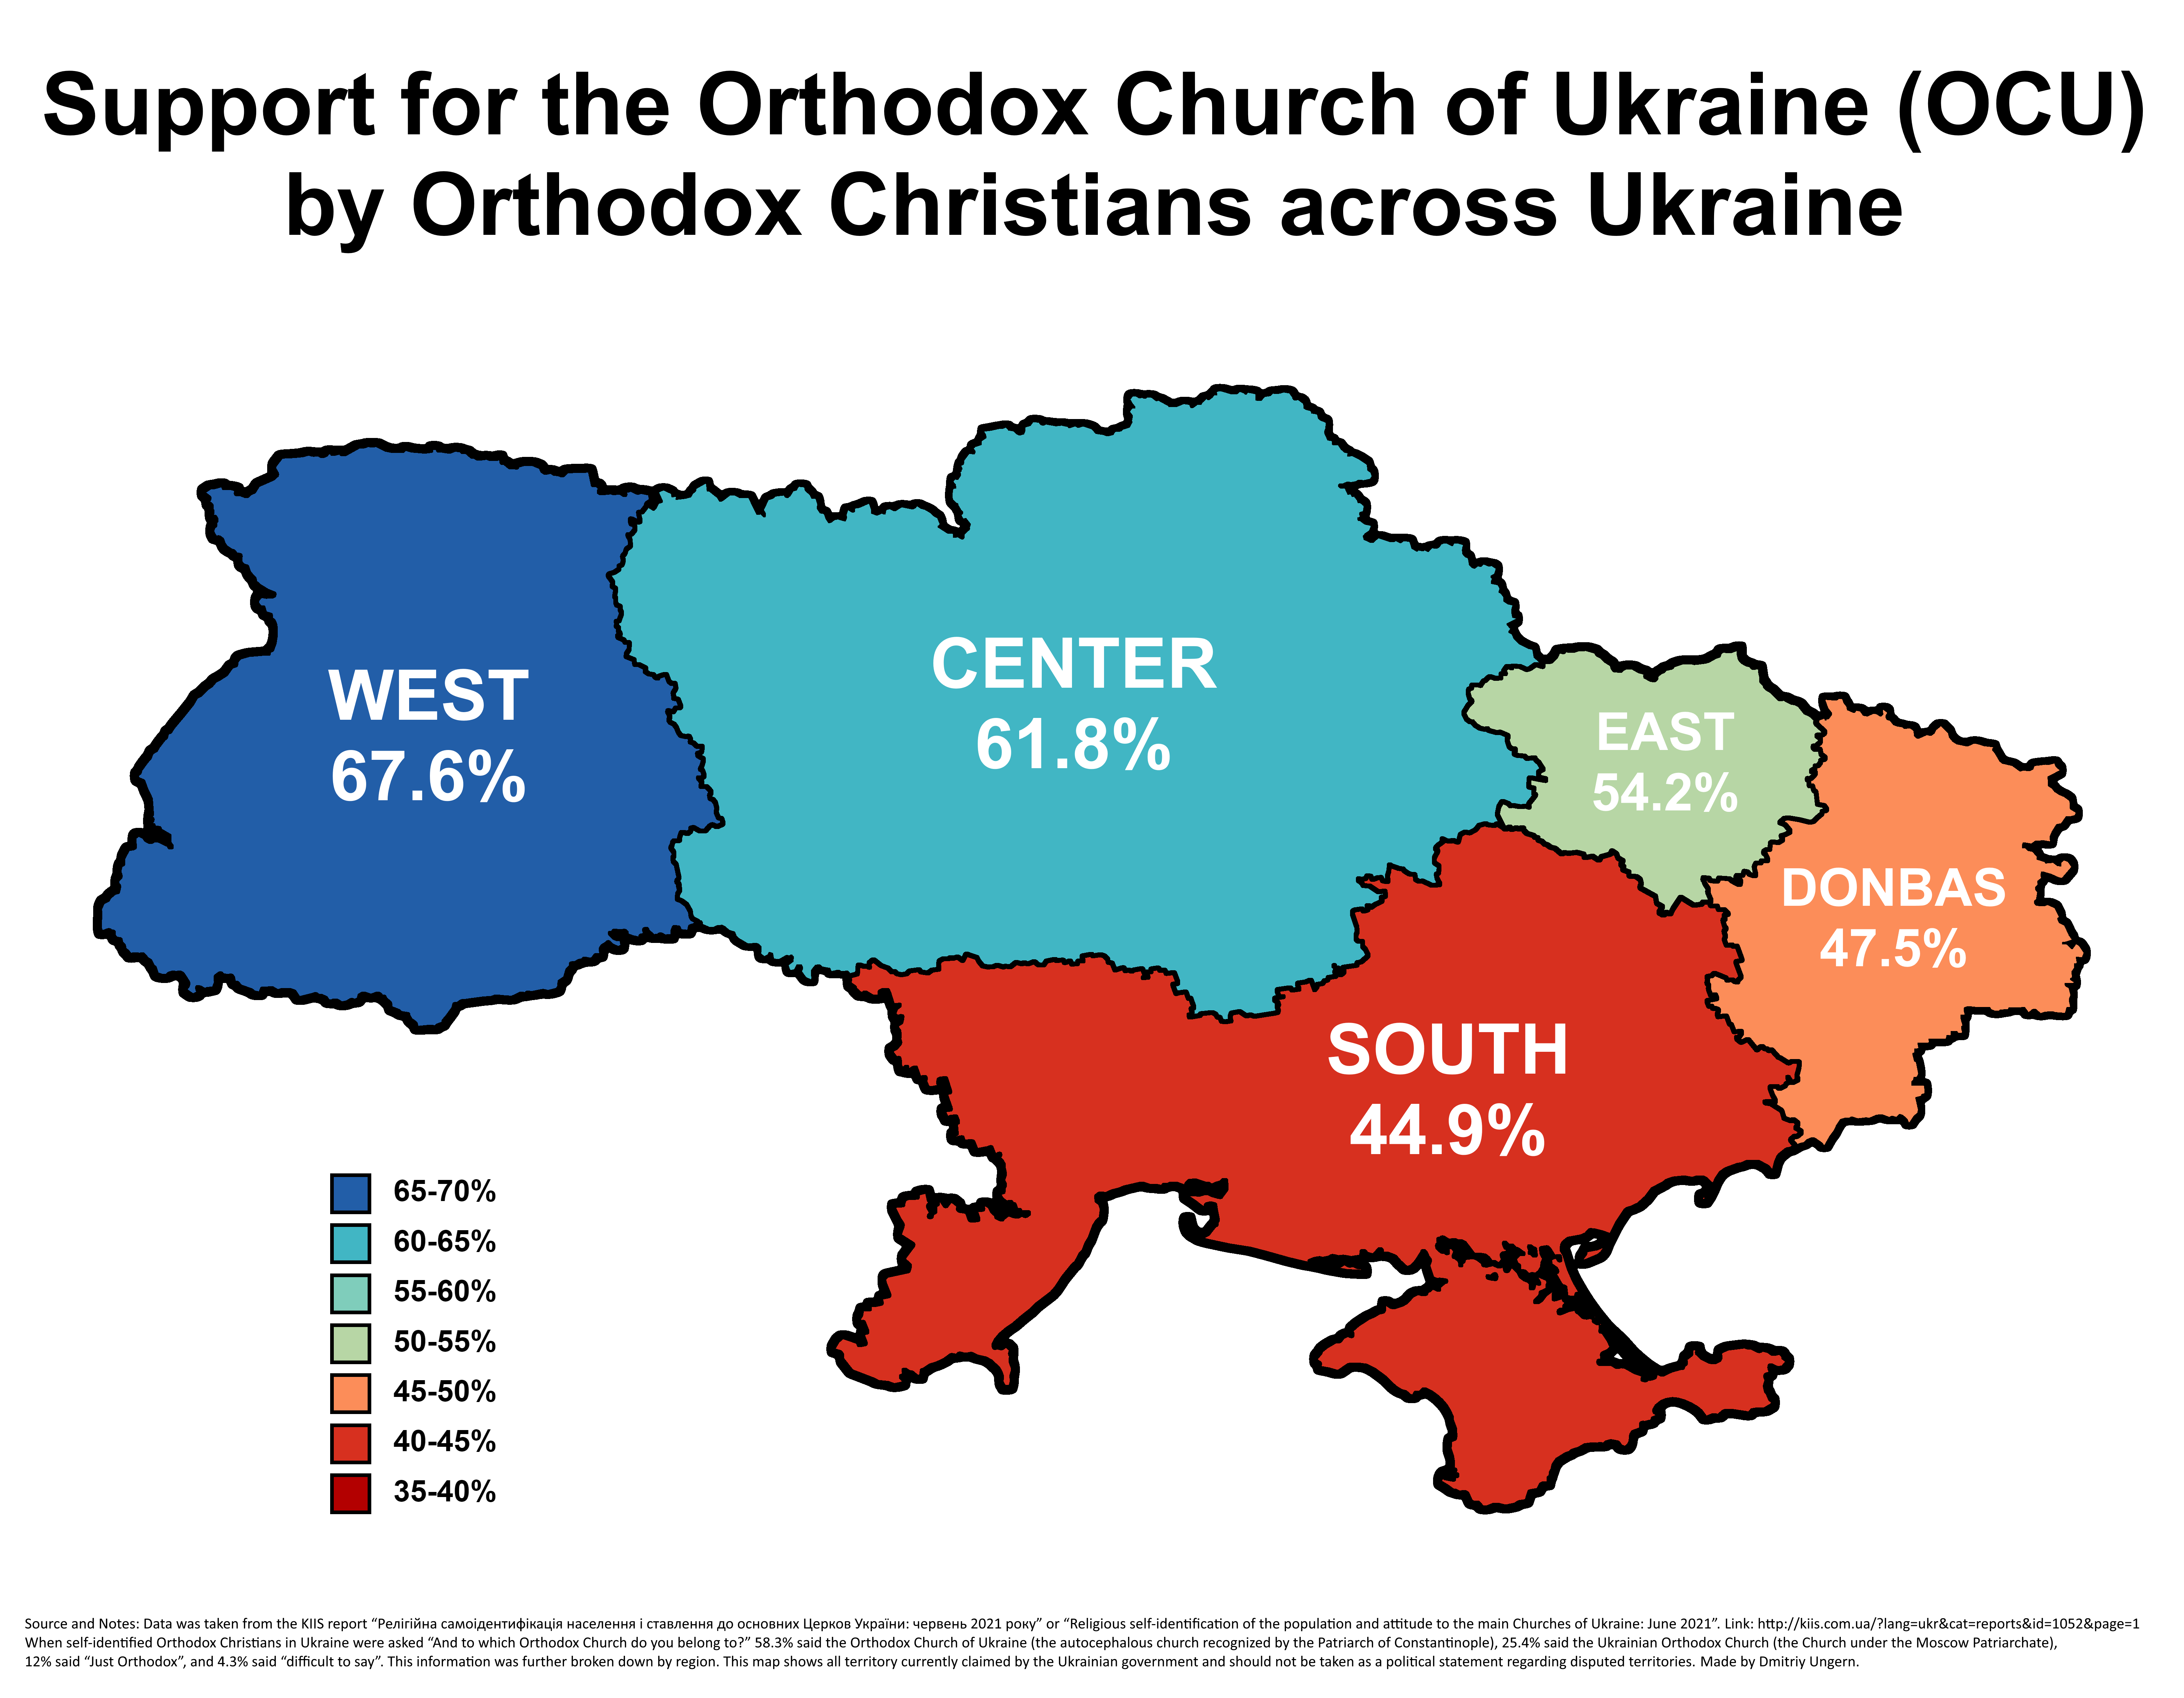 Support for the Orthodox Church of Ukraine (OCU)
by Orthodox Christians across Ukraine
WEST
67.6%
CENTER
61.8%
EAST
54.2%
DONBAS
47.5%
SOUTH
44.9%
65-70%
60-65%
55-60%
50-55%
45-50%
40-45%
35-40%
Source and Notes: Data was taken from the KIIS report “Релігійна самоідентифікація населення і ставлення до основних Церков України: червень 2021 року” or “Religious self-identification of the population and attitude to the main Churches of Ukraine: June 2021”. Link: http://kiis.com.ua/?lang=ukr&cat=reports&id=1052&page=1
When self-identified Orthodox Christians in Ukraine were asked “And to which Orthodox Church do you belong to?” 58.3% said the Orthodox Church of Ukraine (the autocephalous church recognized by the Patriarch of Constantinople), 25.4% said the Ukrainian Orthodox Church (the Church under the Moscow Patriarchate),
12% said “Just Orthodox”, and 4.3% said “difficult to say”. This information was further broken down by region. This map shows all territory currently claimed by the Ukrainian government and should not be taken as a political statement regarding disputed territories. Made by Dmitriy Ungern.